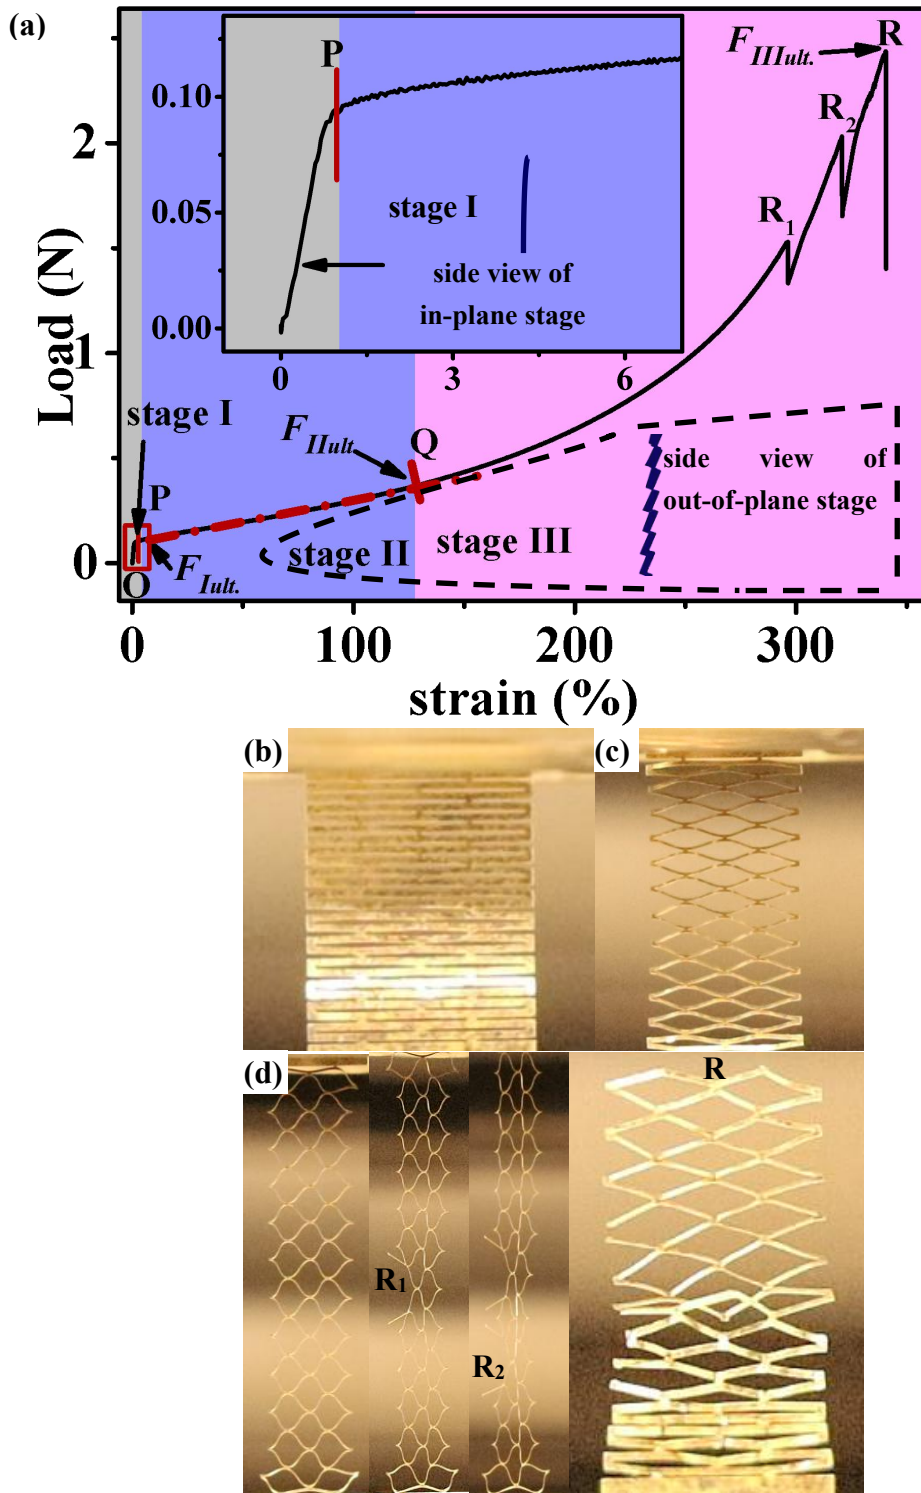 (a)
P
0.10
0.05
0.00
stage I
side view of
in-plane stage
0 3 6
F_IIIult. R
R₂
R₁
2
1
0
Load (N)
stage I
P
O
F_Iult.
F_IIult.
Q
stage II
stage III
side view of
out-of-plane stage
0 100 200 300
strain (%)
(b)
(c)
(d)
R₁
R₂
R